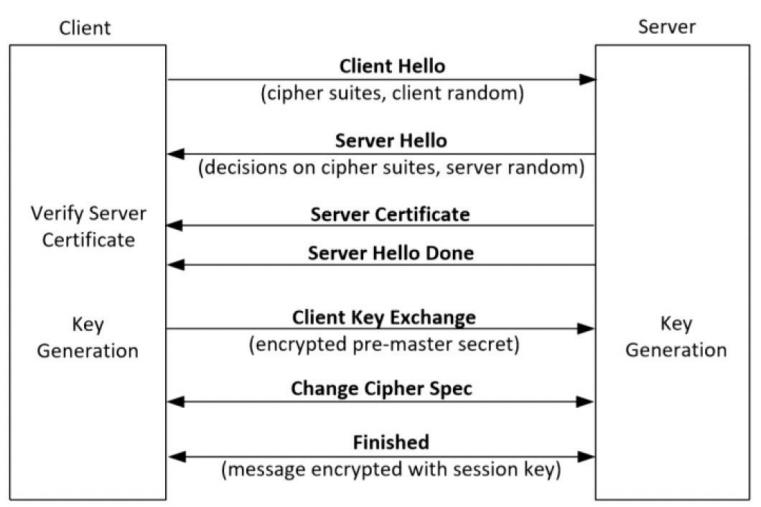 Client
Server
Client Hello
(cipher suites, client random)
Server Hello
(decisions on cipher suites, server random)
Verify Server
Certificate
Server Certificate
Server Hello Done
Key
Generation
Client Key Exchange
(encrypted pre-master secret)
Key
Generation
Change Cipher Spec
Finished
(message encrypted with session key)